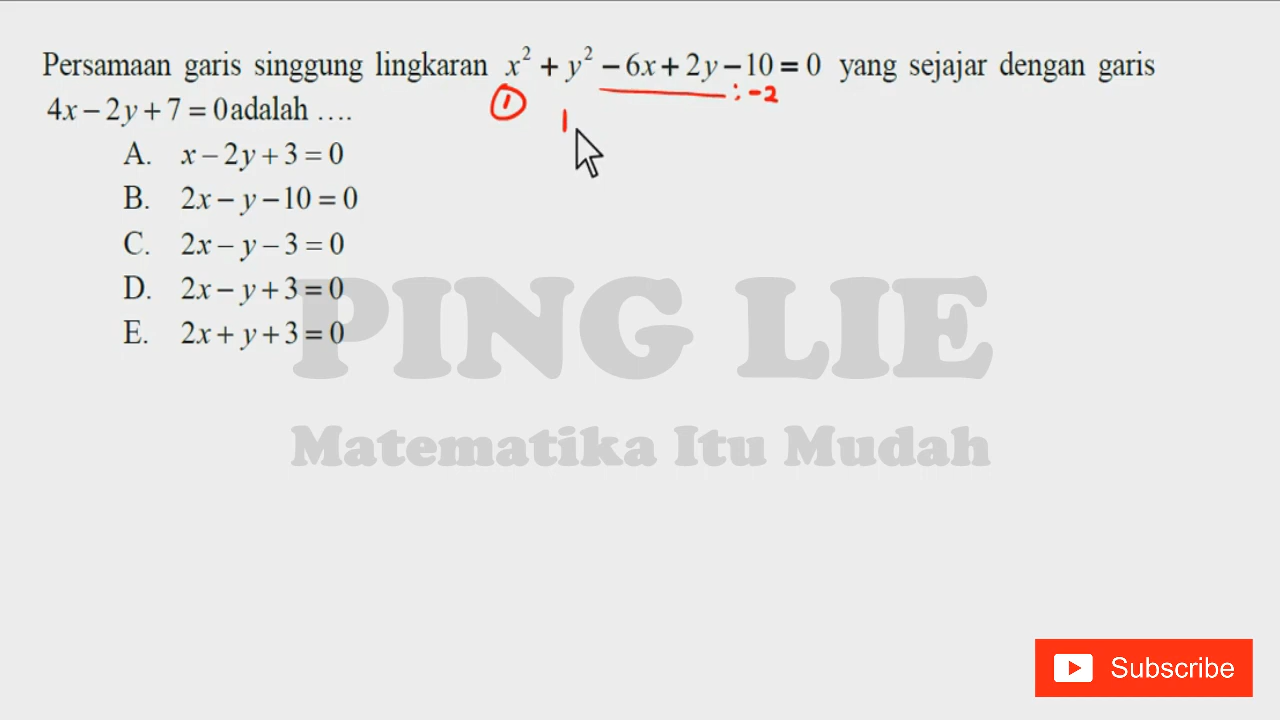 Persamaan garis singgung lingkaran x² + y² − 6x + 2y − 10 = 0 yang sejajar dengan garis
: -2
4x − 2y + 7 = 0 adalah ....
① 1
A. x − 2y + 3 = 0
B. 2x − y − 10 = 0
C. 2x − y − 3 = 0
D. 2x − y + 3 = 0
E. 2x + y + 3 = 0
PING LIE
Matematika Itu Mudah
Subscribe